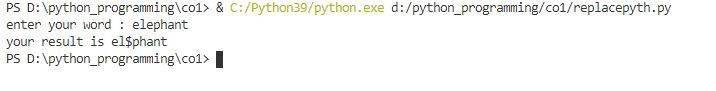 PS D:\python_programming\co1> & C:/Python39/python.exe d:/python_programming/co1/replacepyth.py
enter your word : elephant
your result is el$phant
PS D:\python_programming\co1>